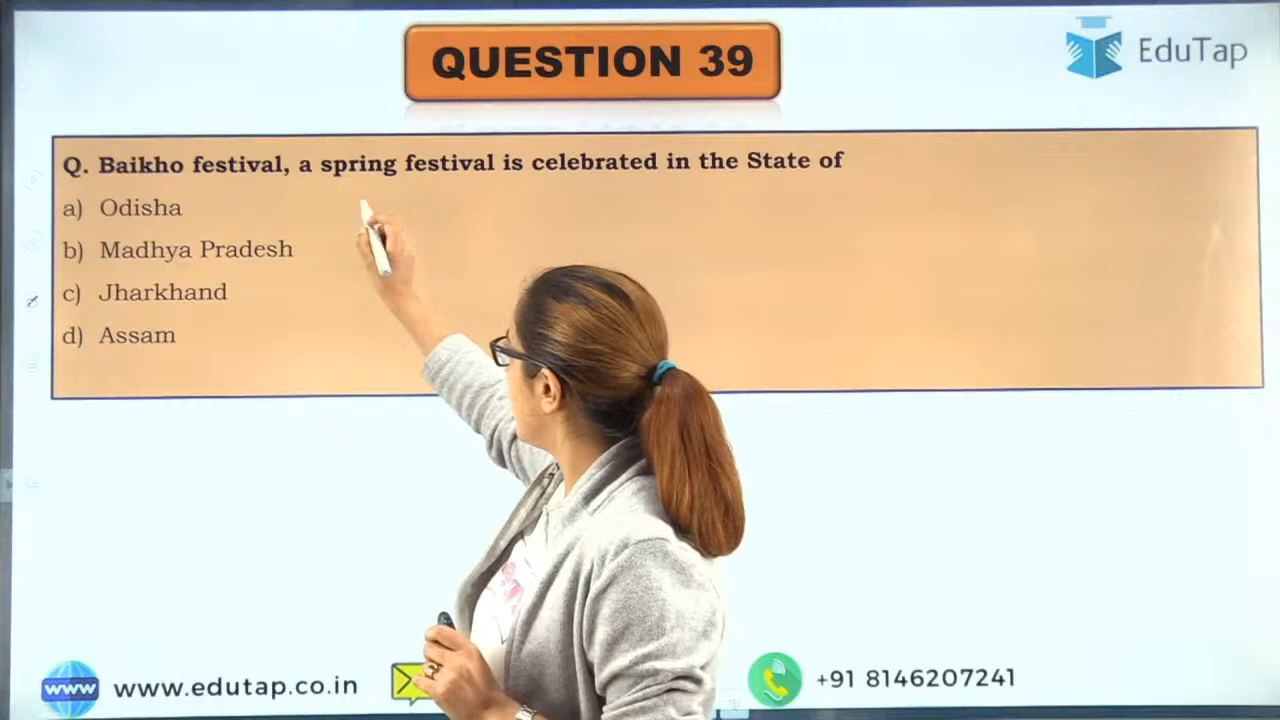 QUESTION 39
EduTap
Q. Baikho festival, a spring festival is celebrated in the State of
a) Odisha
b) Madhya Pradesh
c) Jharkhand
d) Assam
www www.edutap.co.in
+91 8146207241